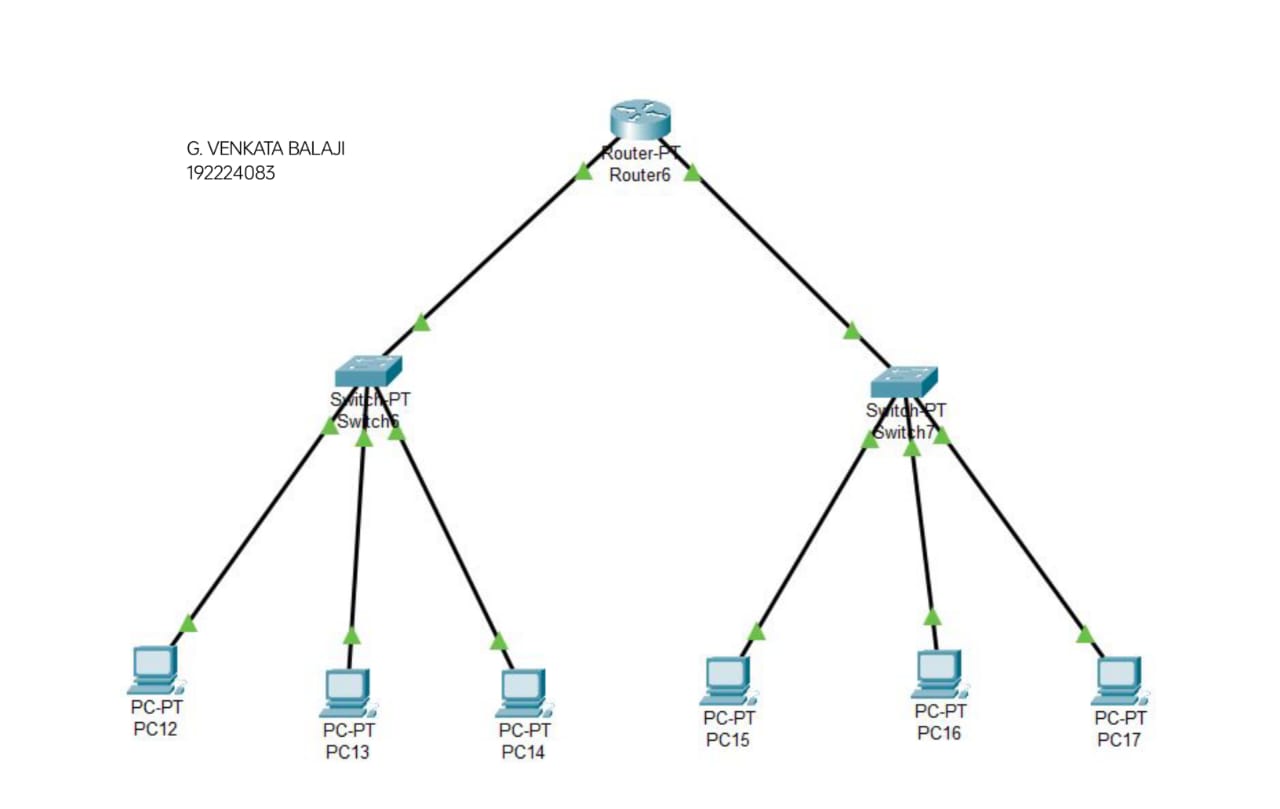 G. VENKATA BALAJI
192224083
Router-PT
Router6
Switch-PT
Switch6
Switch-PT
Switch7
PC-PT
PC12
PC-PT
PC13
PC-PT
PC14
PC-PT
PC15
PC-PT
PC16
PC-PT
PC17